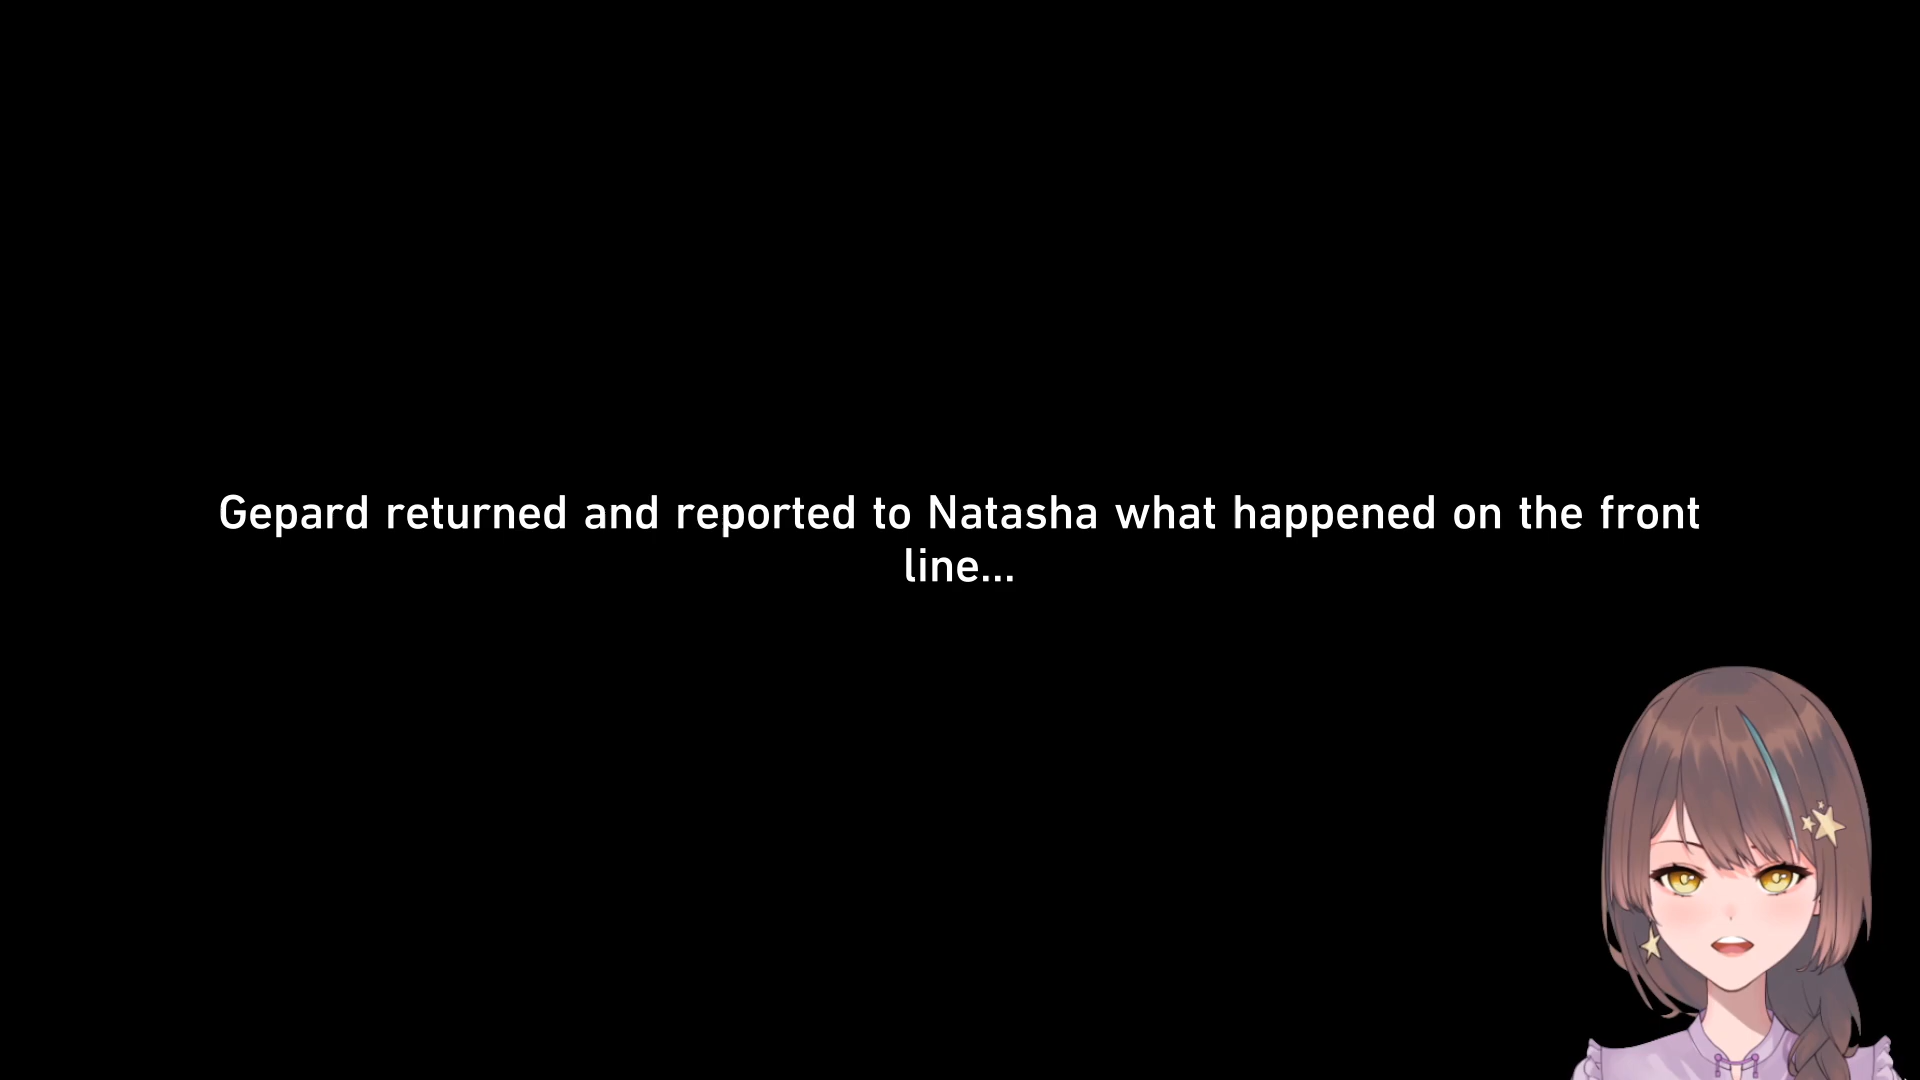 Gepard returned and reported to Natasha what happened on the front
line...